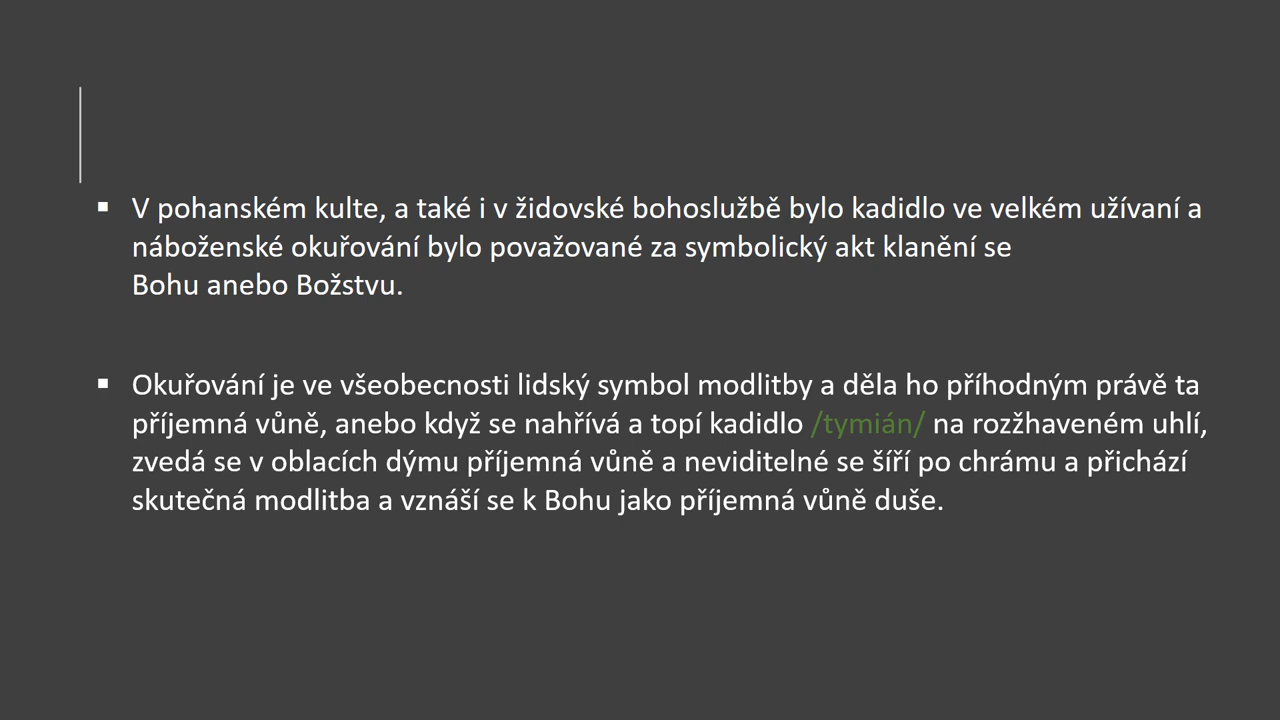 ▪ V pohanském kulte, a také i v židovské bohoslužbě bylo kadidlo ve velkém užívaní a
náboženské okuřování bylo považované za symbolický akt klanění se
Bohu anebo Božstvu.
▪ Okuřování je ve všeobecnosti lidský symbol modlitby a děla ho příhodným právě ta
příjemná vůně, anebo když se nahřívá a topí kadidlo /tymián/ na rozžhaveném uhlí,
zvedá se v oblacích dýmu příjemná vůně a neviditelné se šíří po chrámu a přichází
skutečná modlitba a vznáší se k Bohu jako příjemná vůně duše.